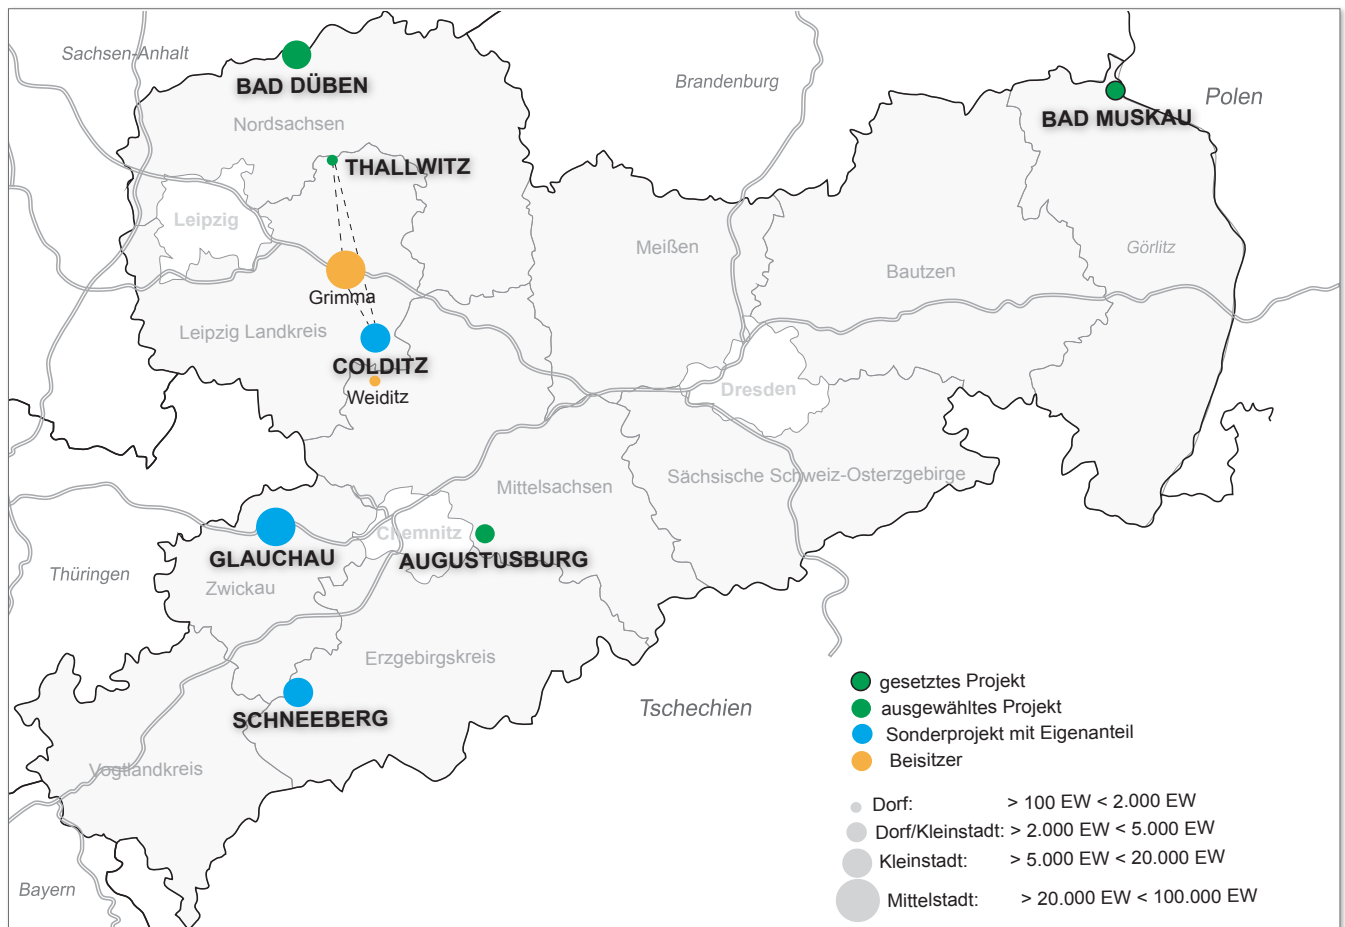 Sachsen-Anhalt
BAD DÜBEN
Nordsachsen
Brandenburg
Polen
BAD MUSKAU
THALLWITZ
Leipzig
Meißen
Görlitz
Bautzen
Grimma
Leipzig Landkreis
COLDITZ
Weiditz
Dresden
Sächsische Schweiz-Osterzgebirge
Mittelsachsen
Chemnitz
GLAUCHAU
AUGUSTUSBURG
Thüringen
Zwickau
Erzgebirgskreis
SCHNEEBERG
Tschechien
Vogtlandkreis
Bayern
gesetztes Projekt
ausgewähltes Projekt
Sonderprojekt mit Eigenanteil
Beisitzer
Dorf: > 100 EW < 2.000 EW
Dorf/Kleinstadt: > 2.000 EW < 5.000 EW
Kleinstadt: > 5.000 EW < 20.000 EW
Mittelstadt: > 20.000 EW < 100.000 EW